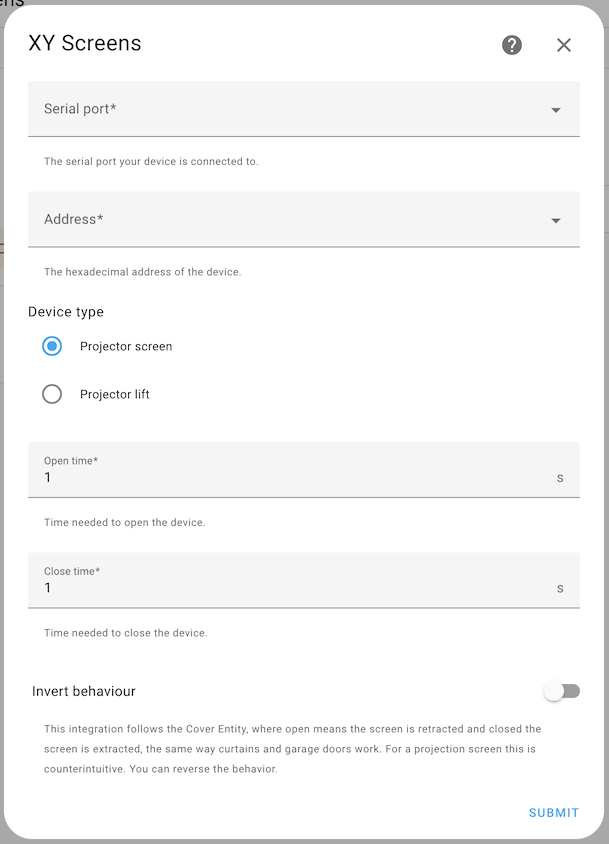 XY Screens
Serial port*
The serial port your device is connected to.
Address*
The hexadecimal address of the device.
Device type
Projector screen
Projector lift
Open time*
1 s
Time needed to open the device.
Close time*
1 s
Time needed to close the device.
Invert behaviour
This integration follows the Cover Entity, where open means the screen is retracted and closed the
screen is extracted, the same way curtains and garage doors work. For a projection screen this is
counterintuitive. You can reverse the behavior.
SUBMIT